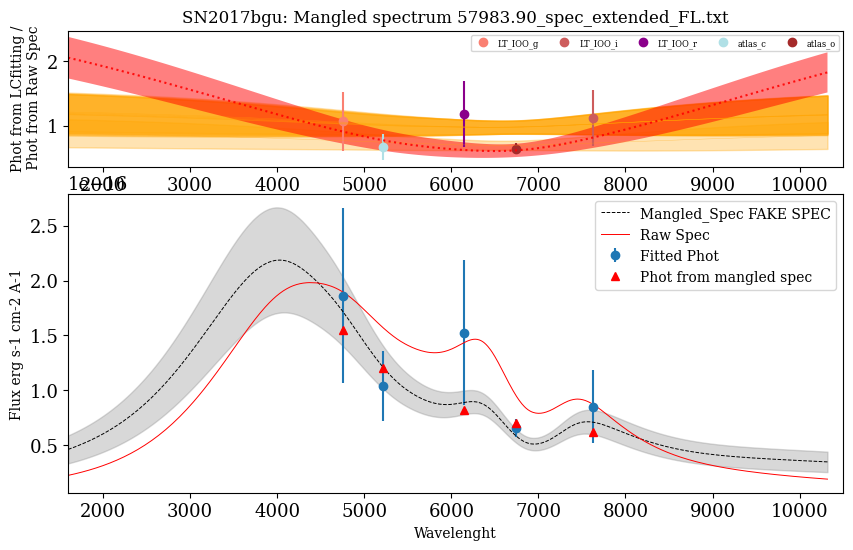 SN2017bgu: Mangled spectrum 57983.90_spec_extended_FL.txt
Phot from LCfitting /
Phot from Raw Spec
2
1
LT_IOO_g LT_IOO_i LT_IOO_r atlas_c atlas_o
2000 3000 4000 5000 6000 7000 8000 9000 10000
1e−16
Flux erg s-1 cm-2 A-1
2.5
2.0
1.5
1.0
0.5
Mangled_Spec FAKE SPEC
Raw Spec
Fitted Phot
Phot from mangled spec
2000 3000 4000 5000 6000 7000 8000 9000 10000
Wavelenght